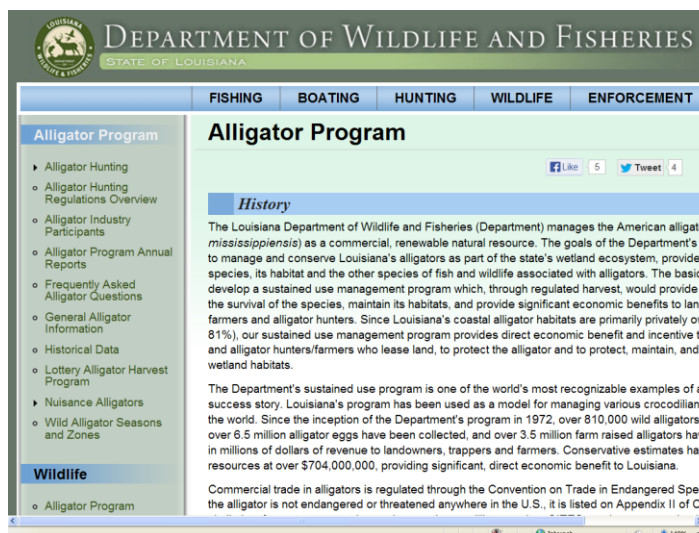 LOUISIANA
WILDLIFE & FISHERIES
DEPARTMENT OF WILDLIFE AND FISHERIES
STATE OF LOUISIANA
FISHING BOATING HUNTING WILDLIFE ENFORCEMENT
Alligator Program
Alligator Hunting
Alligator Hunting
Regulations Overview
Alligator Industry
Participants
Alligator Program Annual
Reports
Frequently Asked
Alligator Questions
General Alligator
Information
Historical Data
Lottery Alligator Harvest
Program
Nuisance Alligators
Wild Alligator Seasons
and Zones
Wildlife
Alligator Program
Alligator Program
Like 5 Tweet 4
History
The Louisiana Department of Wildlife and Fisheries (Department) manages the American alligat
mississippiensis) as a commercial, renewable natural resource. The goals of the Department's
to manage and conserve Louisiana's alligators as part of the state's wetland ecosystem, provide
species, its habitat and the other species of fish and wildlife associated with alligators. The basic
develop a sustained use management program which, through regulated harvest, would provide
the survival of the species, maintain its habitats, and provide significant economic benefits to lan
farmers and alligator hunters. Since Louisiana's coastal alligator habitats are primarily privately o
81%), our sustained use management program provides direct economic benefit and incentive t
and alligator hunters/farmers who lease land, to protect the alligator and to protect, maintain, and
wetland habitats.
The Department's sustained use program is one of the world's most recognizable examples of a
success story. Louisiana's program has been used as a model for managing various crocodilian
the world. Since the inception of the Department's program in 1972, over 810,000 wild alligators
over 6.5 million alligator eggs have been collected, and over 3.5 million farm raised alligators hav
in millions of dollars of revenue to landowners, trappers and farmers. Conservative estimates ha
resources at over $704,000,000, providing significant, direct economic benefit to Louisiana.
Commercial trade in alligators is regulated through the Convention on Trade in Endangered Spe
the alligator is not endangered or threatened anywhere in the U.S., it is listed on Appendix II of C